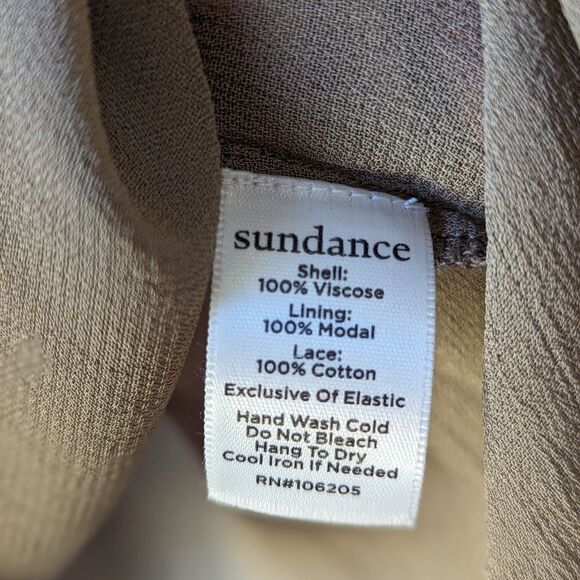 sundance
Shell:
100% Viscose
Lining:
100% Modal
Lace:
100% Cotton
Exclusive Of Elastic
Hand Wash Cold
Do Not Bleach
Hang To Dry
Cool Iron If Needed
RN#106205